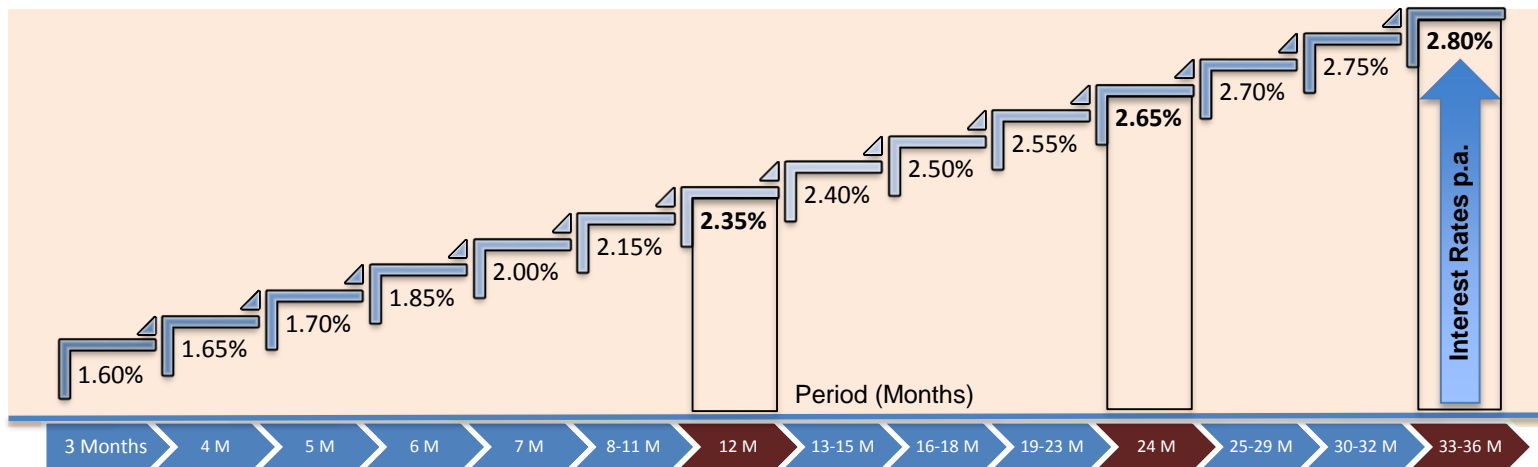 1.60%
1.65%
1.70%
1.85%
2.00%
2.15%
2.35%
2.40%
2.50%
2.55%
2.65%
2.70%
2.75%
2.80%
Interest Rates p.a.
Period (Months)
3 Months
4 M
5 M
6 M
7 M
8-11 M
12 M
13-15 M
16-18 M
19-23 M
24 M
25-29 M
30-32 M
33-36 M